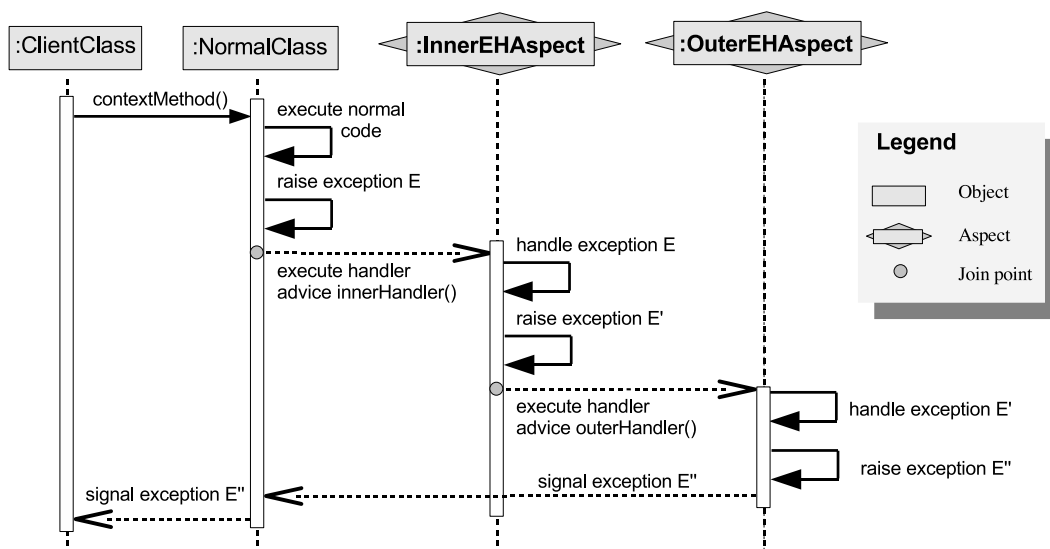 :ClientClass
:NormalClass
:InnerEHAspect
:OuterEHAspect
contextMethod()
execute normal
code
raise exception E
execute handler
advice innerHandler()
handle exception E
raise exception E'
execute handler
advice outerHandler()
handle exception E'
raise exception E"
signal exception E"
signal exception E"
Legend
Object
Aspect
Join point